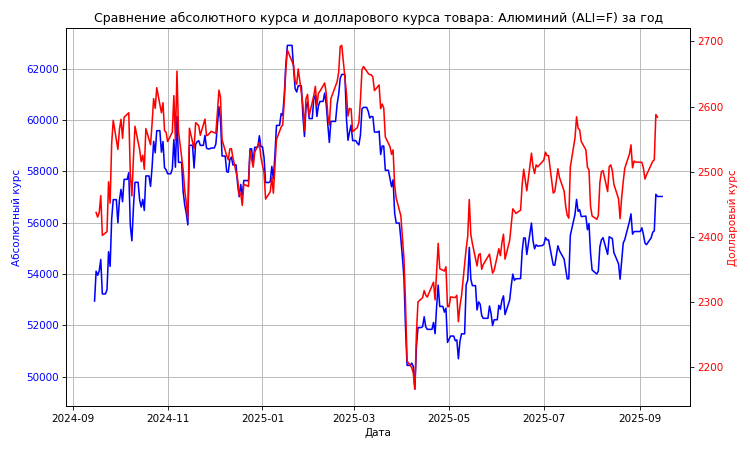 Сравнение абсолютного курса и долларового курса товара: Алюминий (ALI=F) за год
Абсолютный курс
62000
60000
58000
56000
54000
52000
50000
2700
2600
2500
2400
2300
2200
Долларовый курс
2024-09 2024-11 2025-01 2025-03 2025-05 2025-07 2025-09
Дата